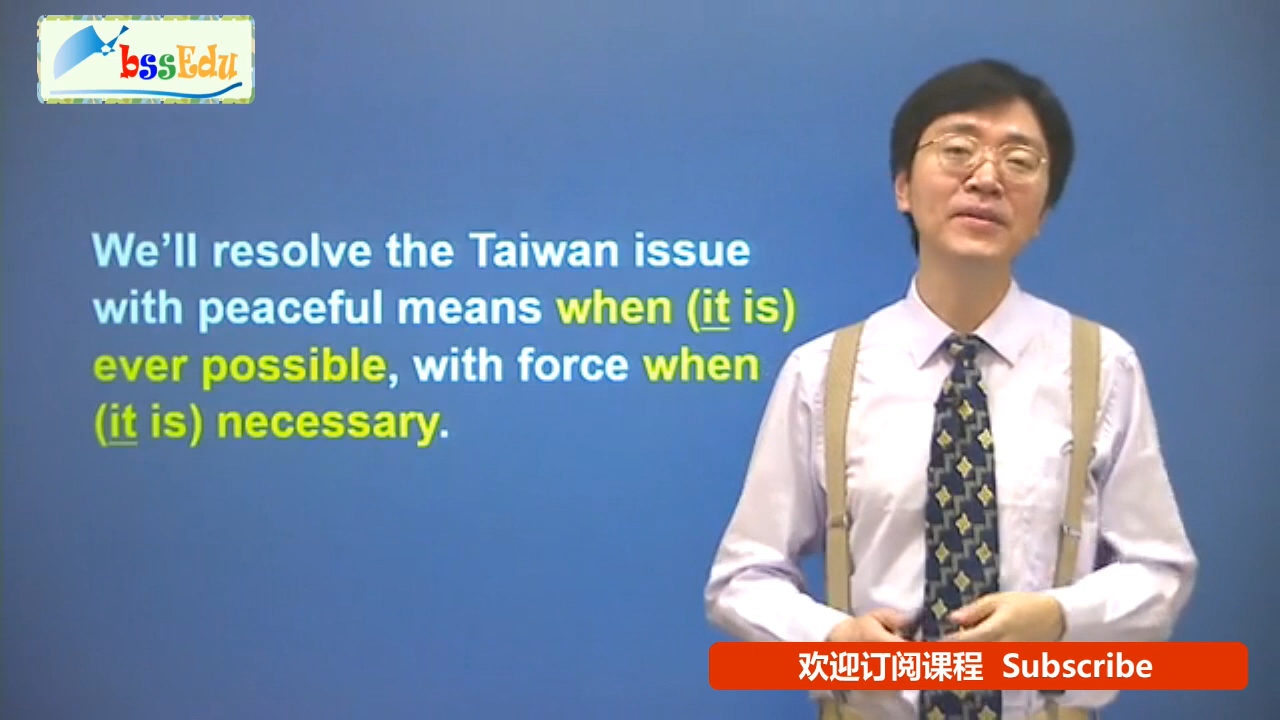 bssEdu
We'll resolve the Taiwan issue
with peaceful means when (it is)
ever possible, with force when
(it is) necessary.
欢迎订阅课程 Subscribe